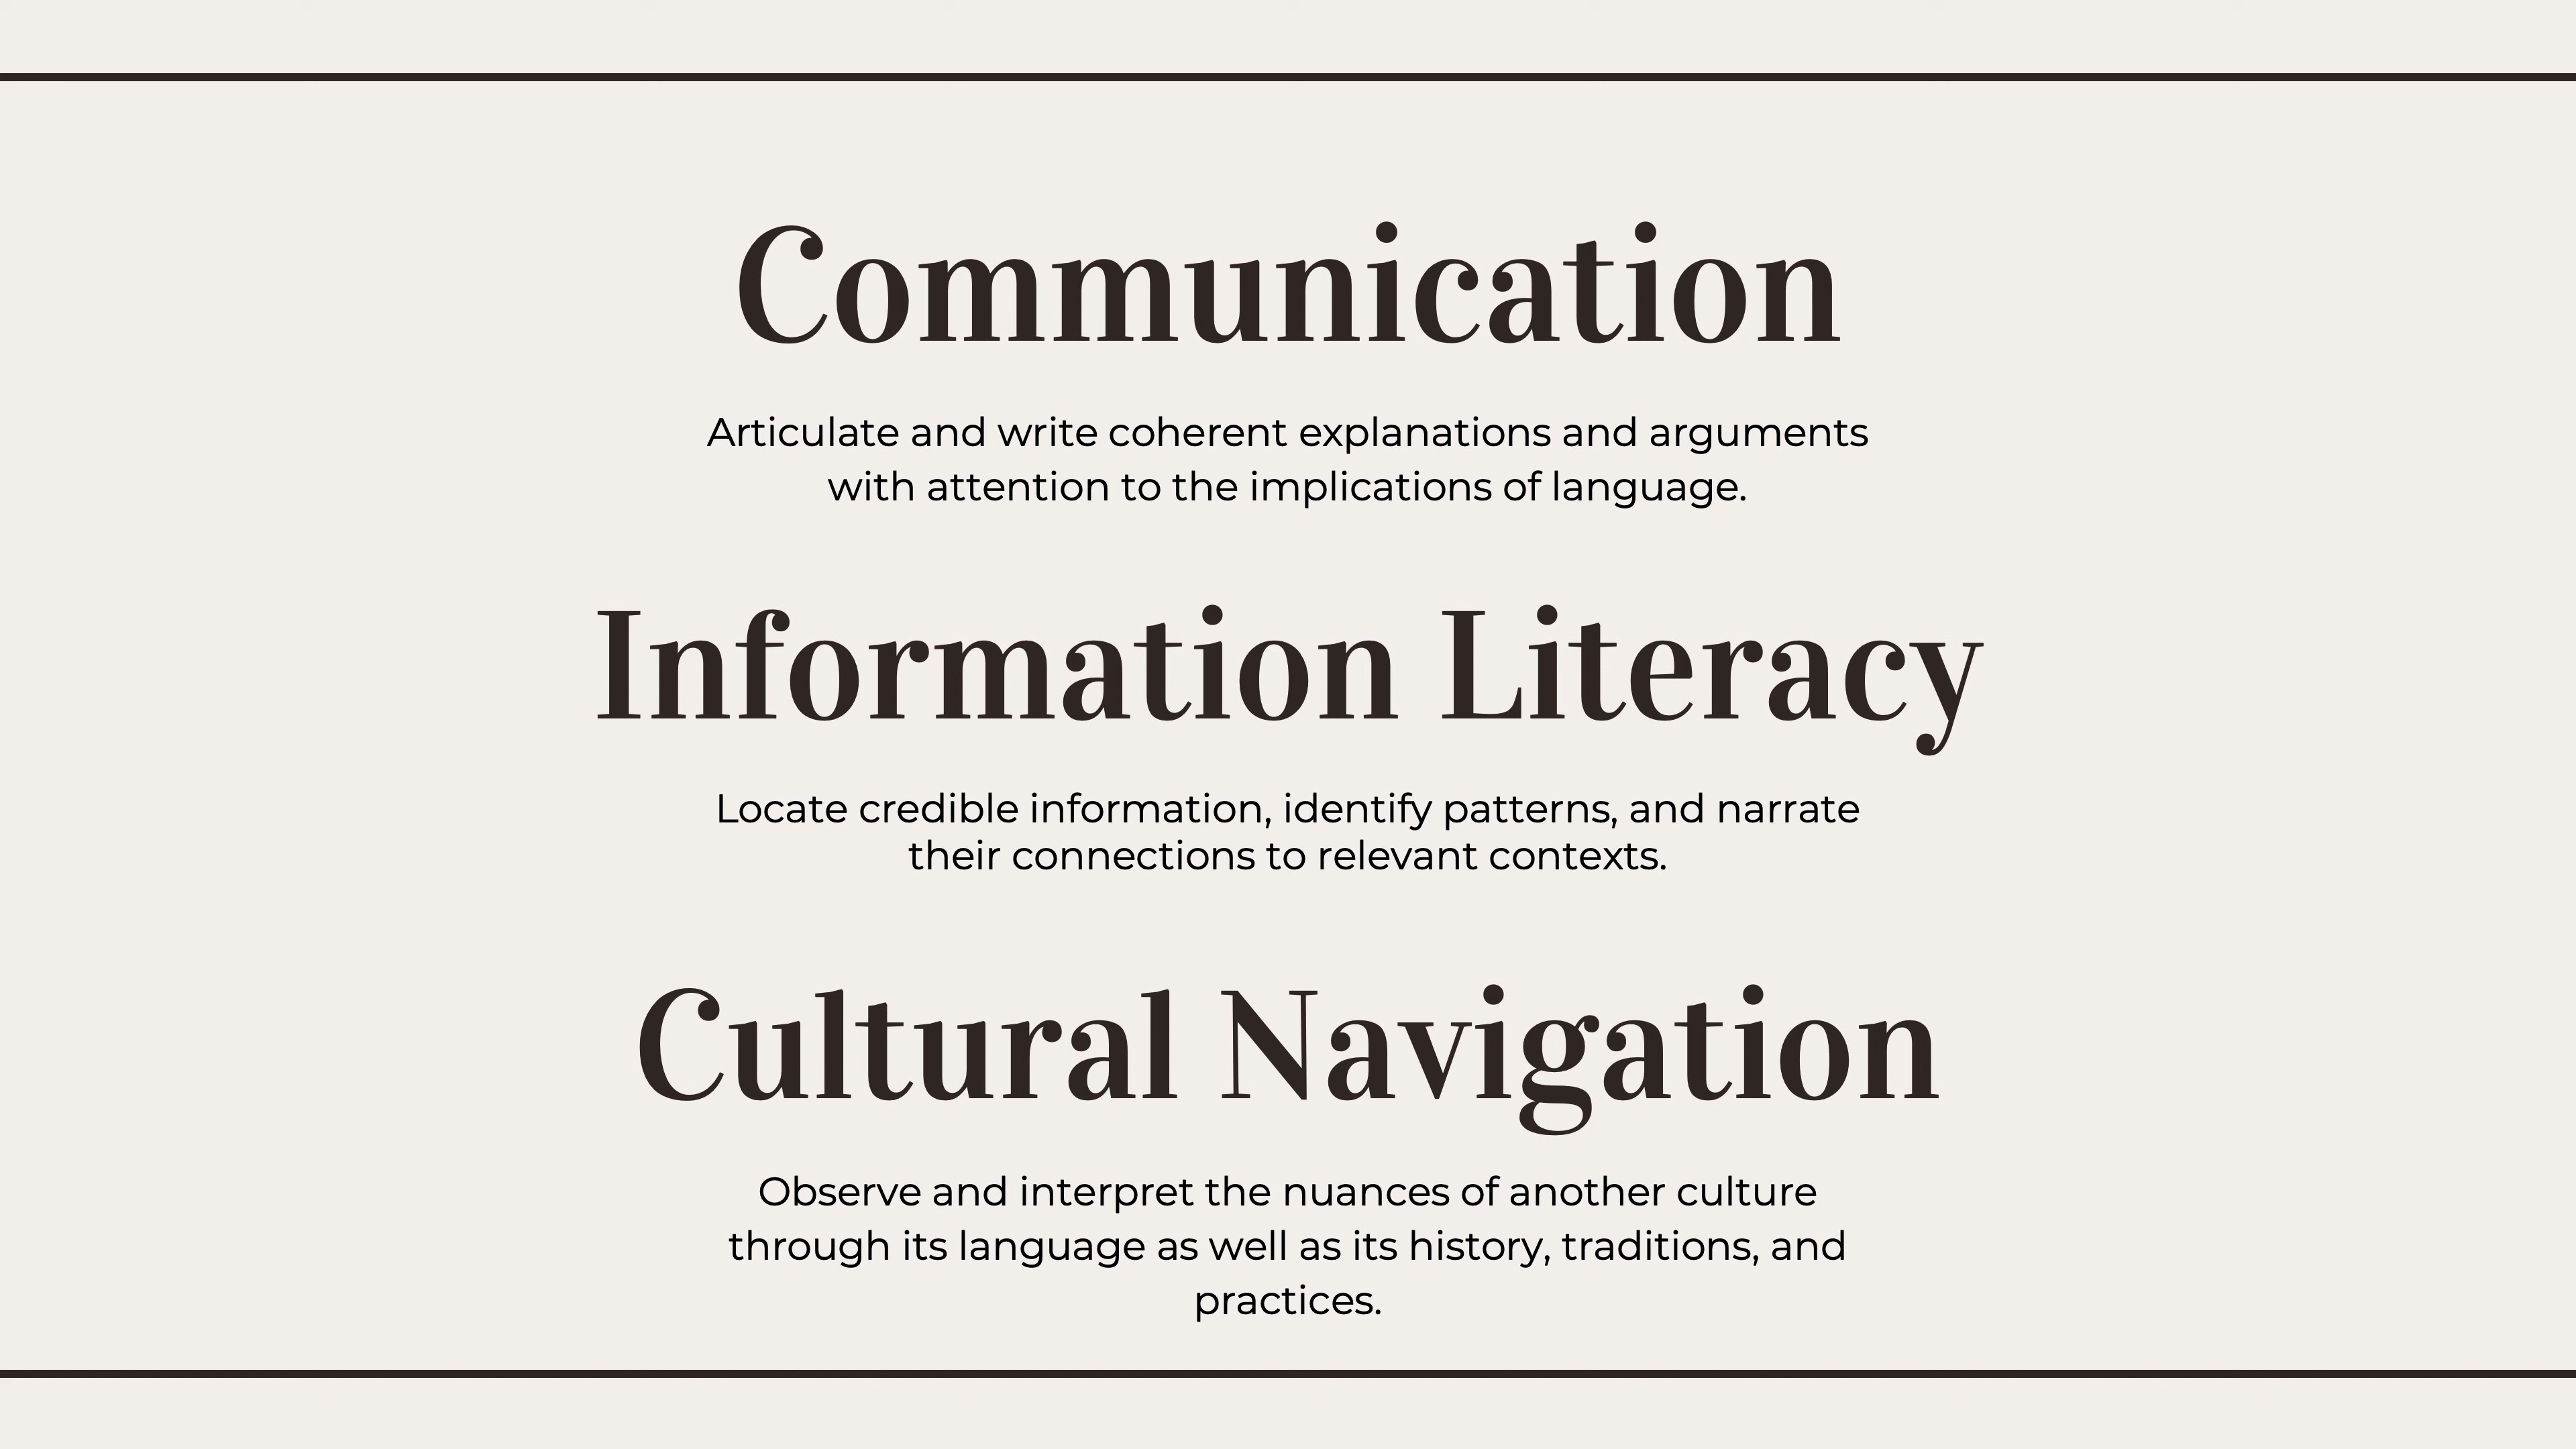 Communication
Articulate and write coherent explanations and arguments
with attention to the implications of language.
Information Literacy
Locate credible information, identify patterns, and narrate
their connections to relevant contexts.
Cultural Navigation
Observe and interpret the nuances of another culture
through its language as well as its history, traditions, and
practices.